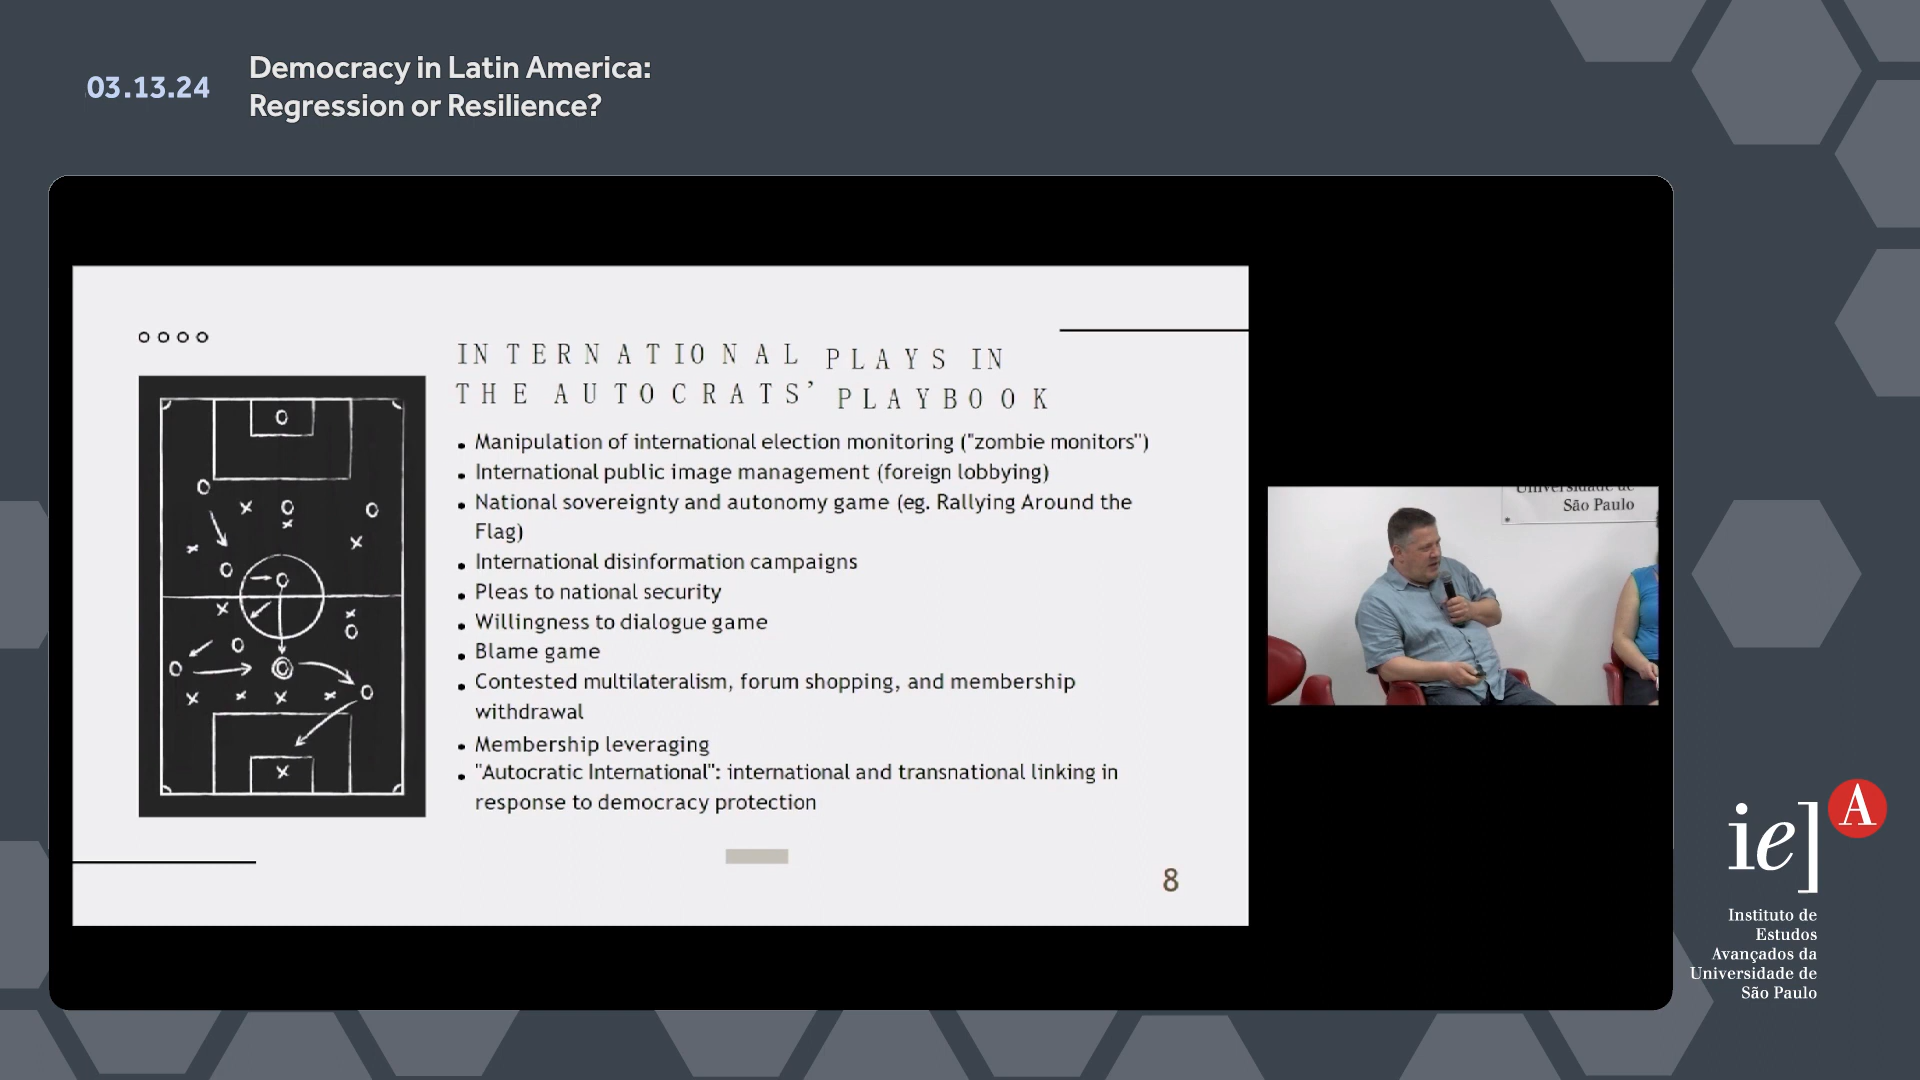 03.13.24
Democracy in Latin America:
Regression or Resilience?
INTERNATIONAL PLAYS IN
THE AUTOCRATS' PLAYBOOK
• Manipulation of international election monitoring ("zombie monitors")
• International public image management (foreign lobbying)
• National sovereignty and autonomy game (eg. Rallying Around the
Flag)
• International disinformation campaigns
• Pleas to national security
• Willingness to dialogue game
• Blame game
• Contested multilateralism, forum shopping, and membership
withdrawal
• Membership leveraging
• "Autocratic International": international and transnational linking in
response to democracy protection
8
Universidade de
São Paulo
ie] A
Instituto de
Estudos
Avançados da
Universidade de
São Paulo